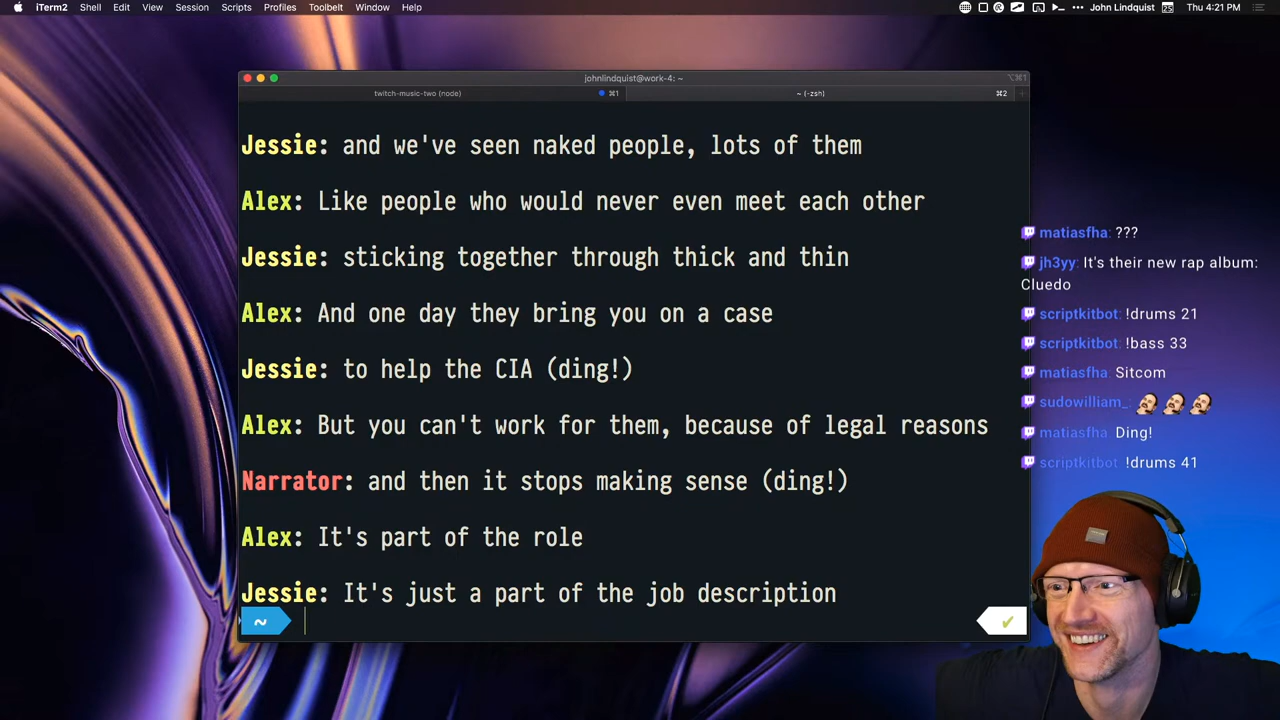 iTerm2 Shell Edit View Session Scripts Profiles Toolbelt Window Help John Lindquist 25 Thu 4:21 PM
johnlindquist@work-4: ~ ⌥⌘1
twitch-music-two (node) ⌘1 ~ (-zsh) ⌘2 +
Jessie: and we've seen naked people, lots of them
Alex: Like people who would never even meet each other
Jessie: sticking together through thick and thin
Alex: And one day they bring you on a case
Jessie: to help the CIA (ding!)
Alex: But you can't work for them, because of legal reasons
Narrator: and then it stops making sense (ding!)
Alex: It's part of the role
Jessie: It's just a part of the job description
~ ✓
matiasfha: ???
jh3yy: It's their new rap album:
Cluedo
scriptkitbot: !drums 21
scriptkitbot: !bass 33
matiasfha: Sitcom
sudowilliam_:
matiasfha: Ding!
scriptkitbot: !drums 41